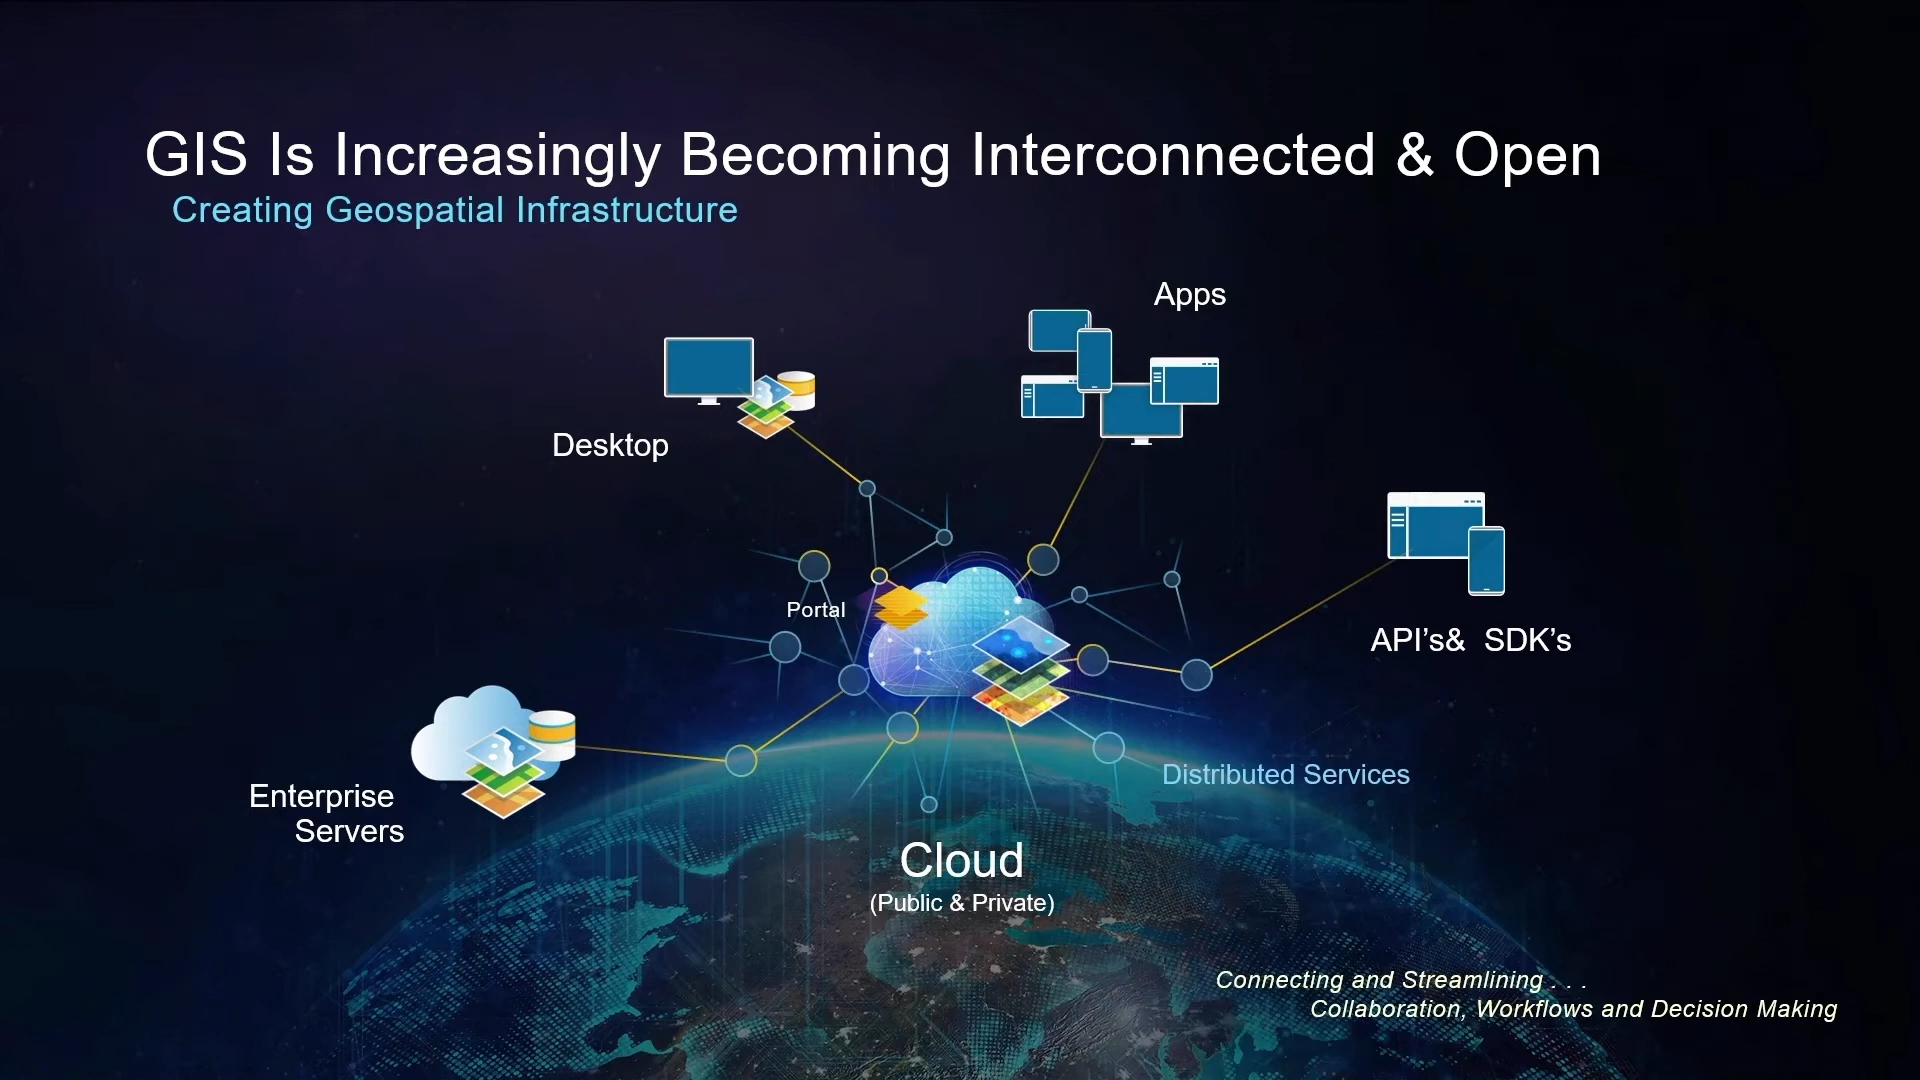 GIS Is Increasingly Becoming Interconnected & Open
Creating Geospatial Infrastructure
Apps
Desktop
Portal
API’s& SDK’s
Distributed Services
Enterprise
Servers
Cloud
(Public & Private)
Connecting and Streamlining . . .
Collaboration, Workflows and Decision Making